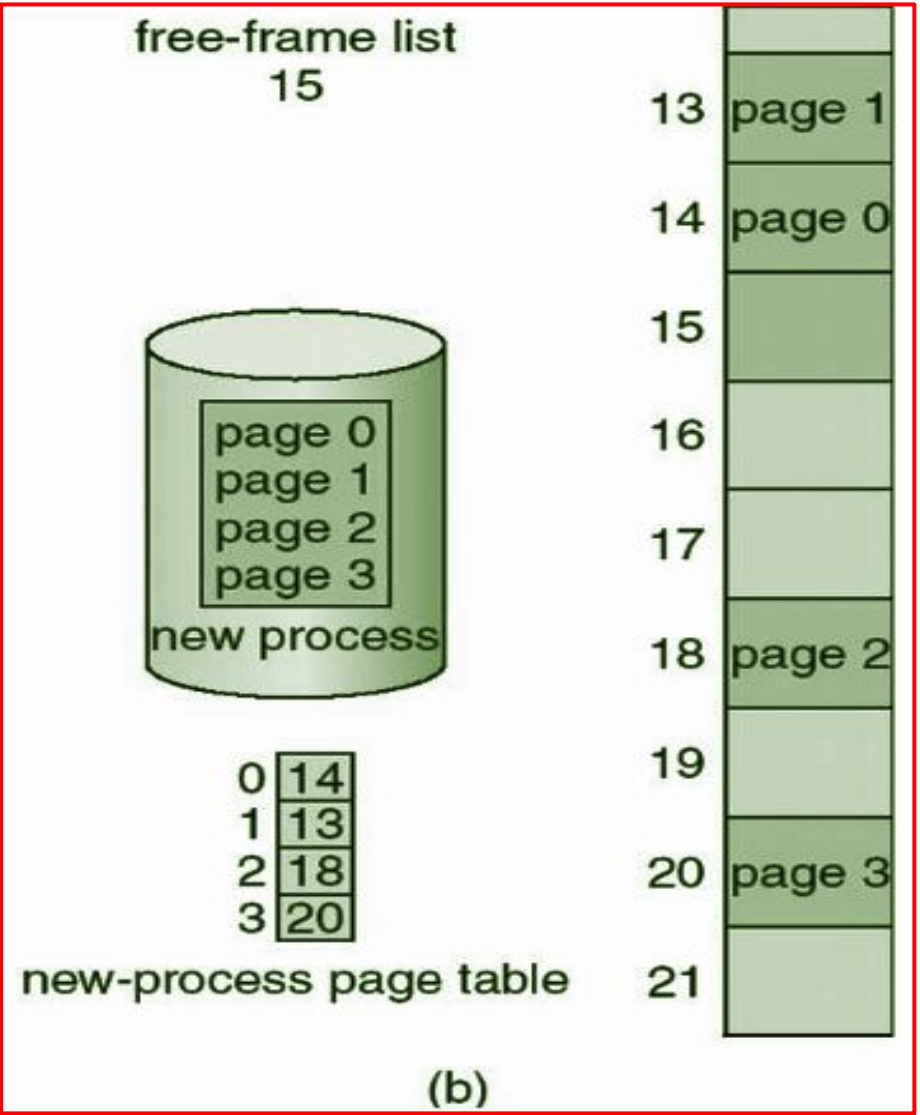 free-frame list
15
page 0
page 1
page 2
page 3
new process
0 14
1 13
2 18
3 20
new-process page table
13 page 1
14 page 0
15
16
17
18 page 2
19
20 page 3
21
(b)